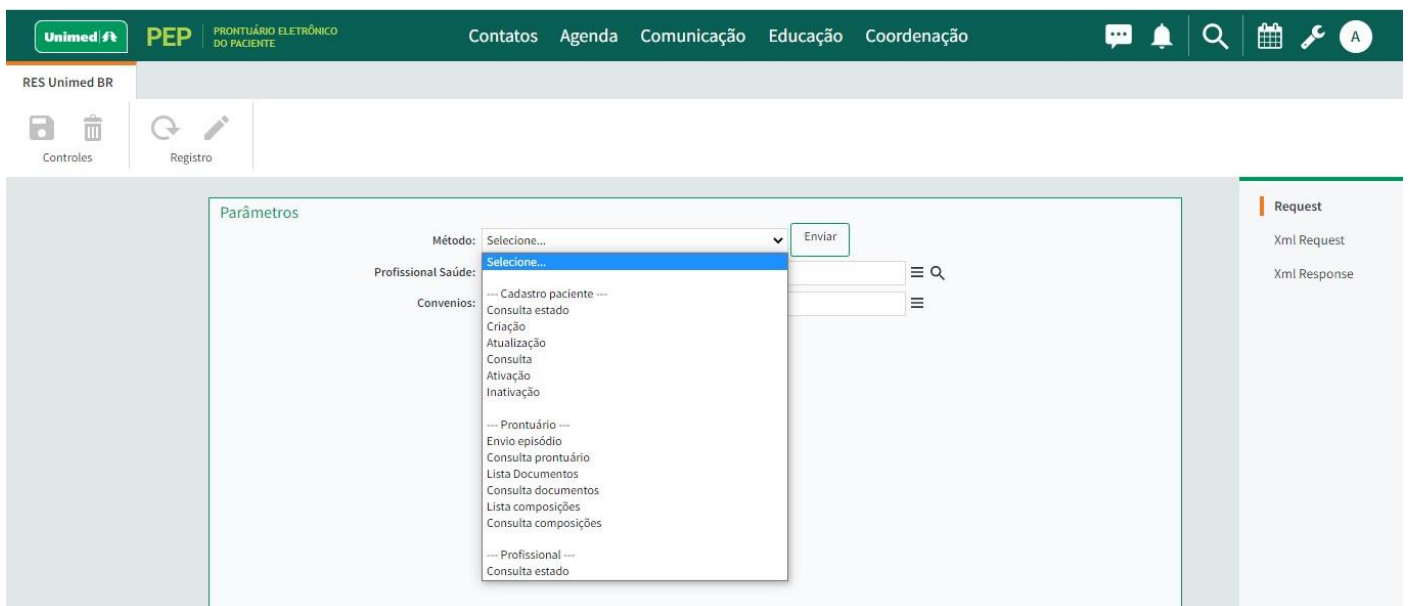 Unimed
PEP
PRONTUÁRIO ELETRÔNICO
DO PACIENTE
Contatos Agenda Comunicação Educação Coordenação
A
RES Unimed BR
Controles
Registro
Request
Xml Request
Xml Response
Parâmetros
Método: Selecione... Enviar
Profissional Saúde:
Convenios:
Selecione...
--- Cadastro paciente ---
Consulta estado
Criação
Atualização
Consulta
Ativação
Inativação
--- Prontuário ---
Envio episódio
Consulta prontuário
Lista Documentos
Consulta documentos
Lista composições
Consulta composições
--- Profissional ---
Consulta estado